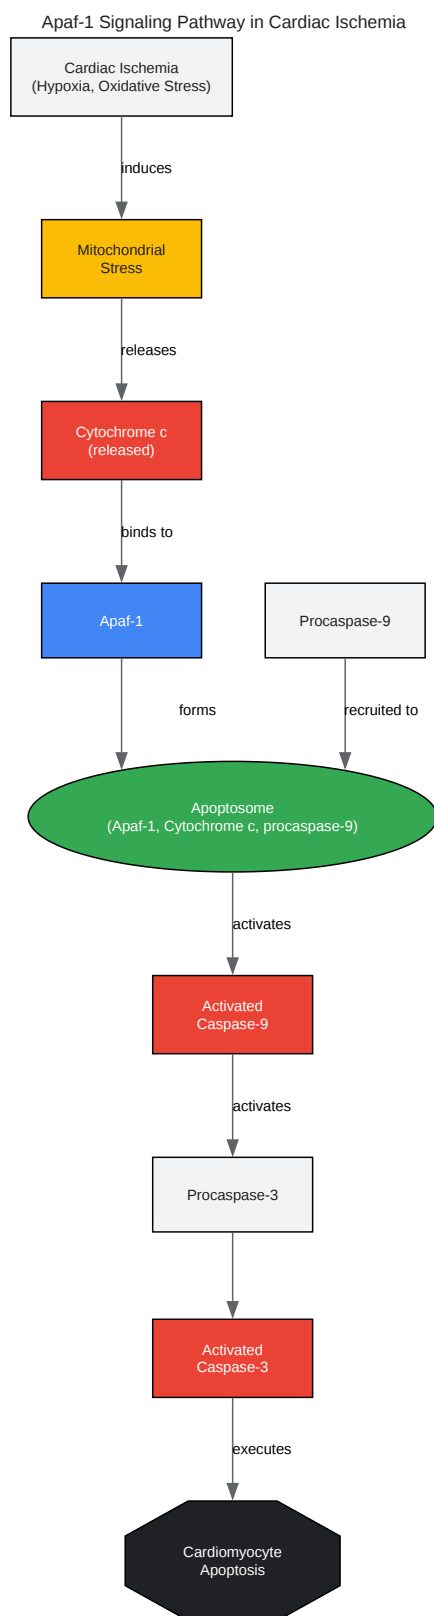 Apaf-1 Signaling Pathway in Cardiac Ischemia
Cardiac Ischemia
(Hypoxia, Oxidative Stress)
induces
Mitochondrial
Stress
releases
Cytochrome c
(released)
binds to
Apaf-1
Procaspase-9
forms
recruited to
Apoptosome
(Apaf-1, Cytochrome c, procaspase-9)
activates
Activated
Caspase-9
activates
Procaspase-3
Activated
Caspase-3
executes
Cardiomyocyte
Apoptosis